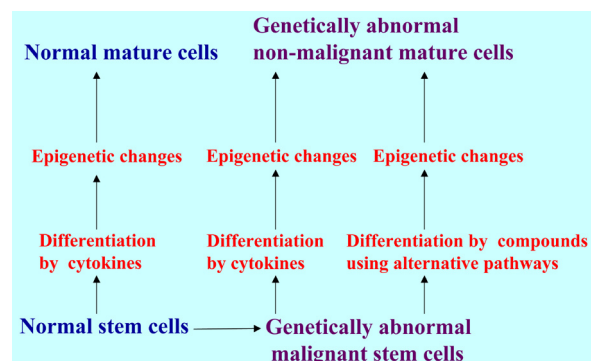 Genetically abnormal
Normal mature cells
non-malignant mature cells
Epigenetic changes
Epigenetic changes
Epigenetic changes
Differentiation
by cytokines
Differentiation
by cytokines
Differentiation by compounds
using alternative pathways
Normal stem cells
Genetically abnormal
malignant stem cells